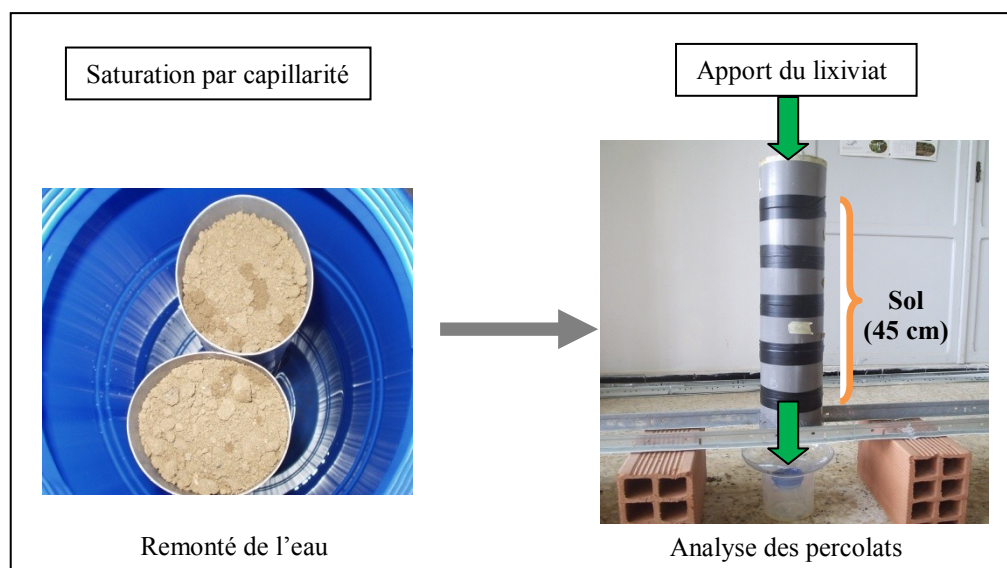 Saturation par capillarité
Apport du lixiviat
Sol
(45 cm)
Remonté de l’eau
Analyse des percolats